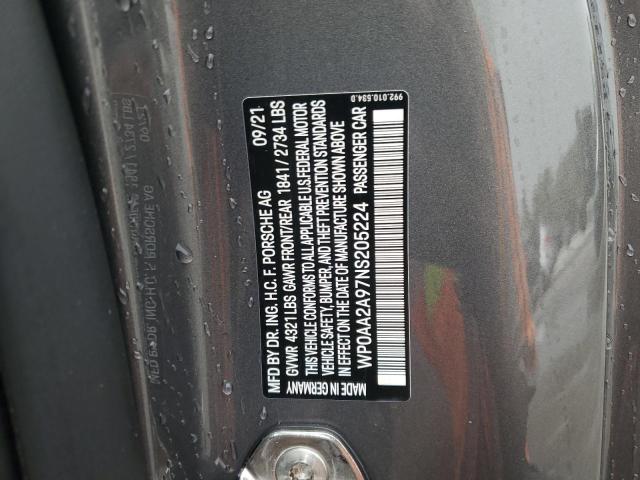 MFD BY DR. ING. H.C. F. PORSCHE AG 09/21
GVWR 4321 LBS GAWR FRONT/REAR 1841 / 2734 LBS
THIS VEHICLE CONFORMS TO ALL APPLICABLE U.S. FEDERAL MOTOR
VEHICLE SAFETY, BUMPER, AND THEFT PREVENTION STANDARDS
IN EFFECT ON THE DATE OF MANUFACTURE SHOWN ABOVE
WP0AA2A97NS205224 PASSENGER CAR
MADE IN GERMANY
992.010.534.D